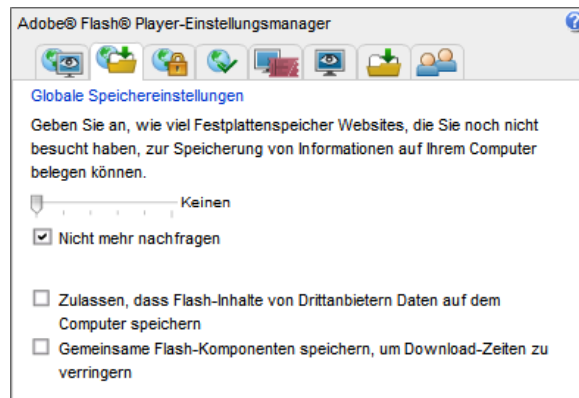 Adobe® Flash® Player-Einstellungsmanager
?
Globale Speichereinstellungen
Geben Sie an, wie viel Festplattenspeicher Websites, die Sie noch nicht
besucht haben, zur Speicherung von Informationen auf Ihrem Computer
belegen können.
Keinen
Nicht mehr nachfragen
Zulassen, dass Flash-Inhalte von Drittanbietern Daten auf dem
Computer speichern
Gemeinsame Flash-Komponenten speichern, um Download-Zeiten zu
verringern